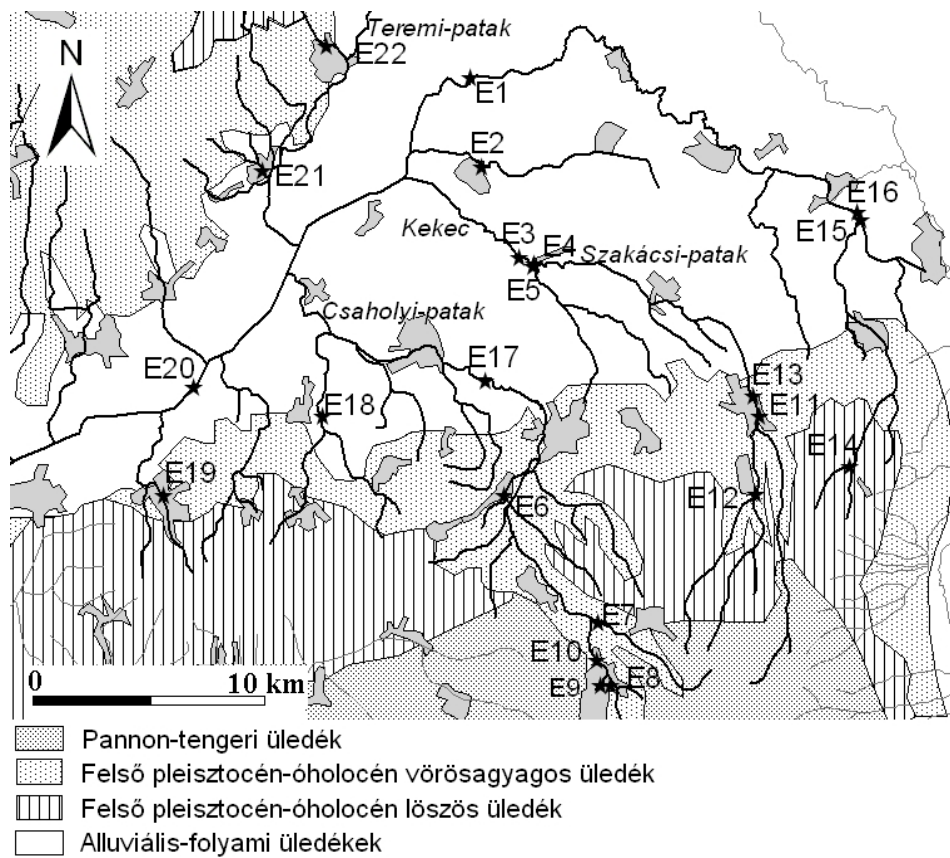 Teremi-patak
N
E22
E1
E2
E21
E16
E15
Kekec
E3
E4
Szakácsi-patak
E5
Csaholyi-patak
E17
E20
E13
E18
E11
E14
E19
E6
E12
E7
E10
E9
E8
0 10 km
Pannon-tengeri üledék
Felső pleisztocén-óholocén vörösagyagos üledék
Felső pleisztocén-óholocén löszös üledék
Alluviális-folyami üledékek